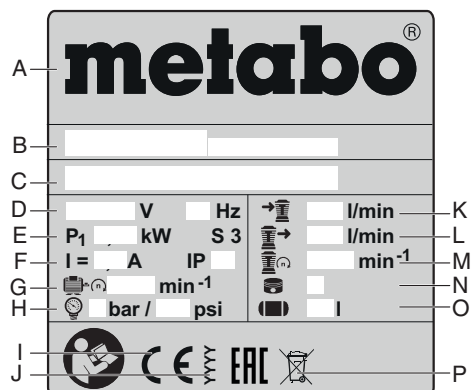 A metabo ®
B
C
D V Hz
E P1 , kW S 3
F I = , A IP
G min-1
H bar / psi
l/min K
l/min L
min-1 M
N
l O
I
J CE EAC P